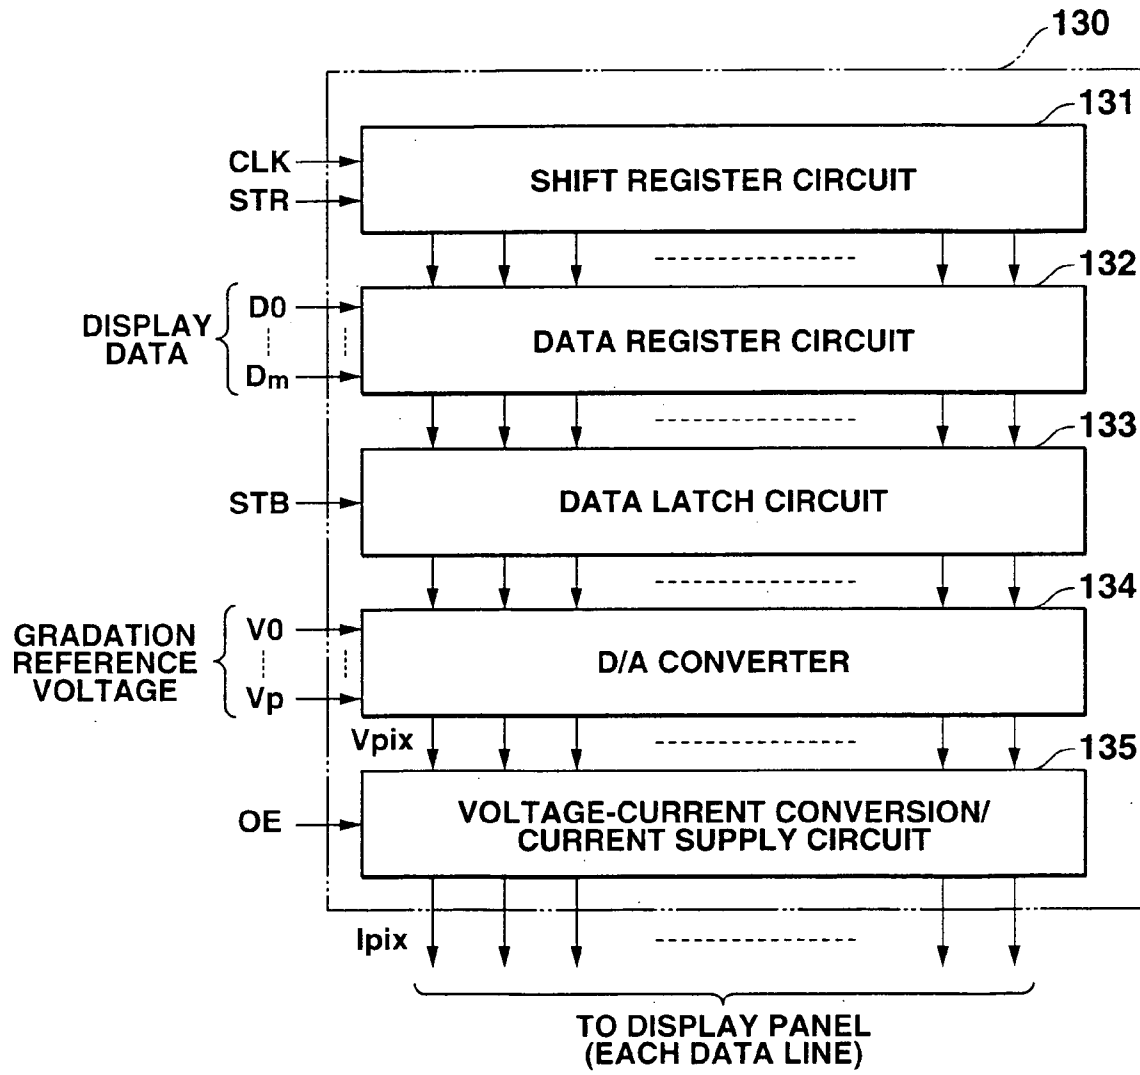 130
131
CLK
STR
SHIFT REGISTER CIRCUIT
132
DISPLAY
DATA
D0
Dm
DATA REGISTER CIRCUIT
133
STB
DATA LATCH CIRCUIT
134
GRADATION
REFERENCE
VOLTAGE
V0
Vp
D/A CONVERTER
Vpix
135
OE
VOLTAGE-CURRENT CONVERSION/
CURRENT SUPPLY CIRCUIT
Ipix
TO DISPLAY PANEL
(EACH DATA LINE)